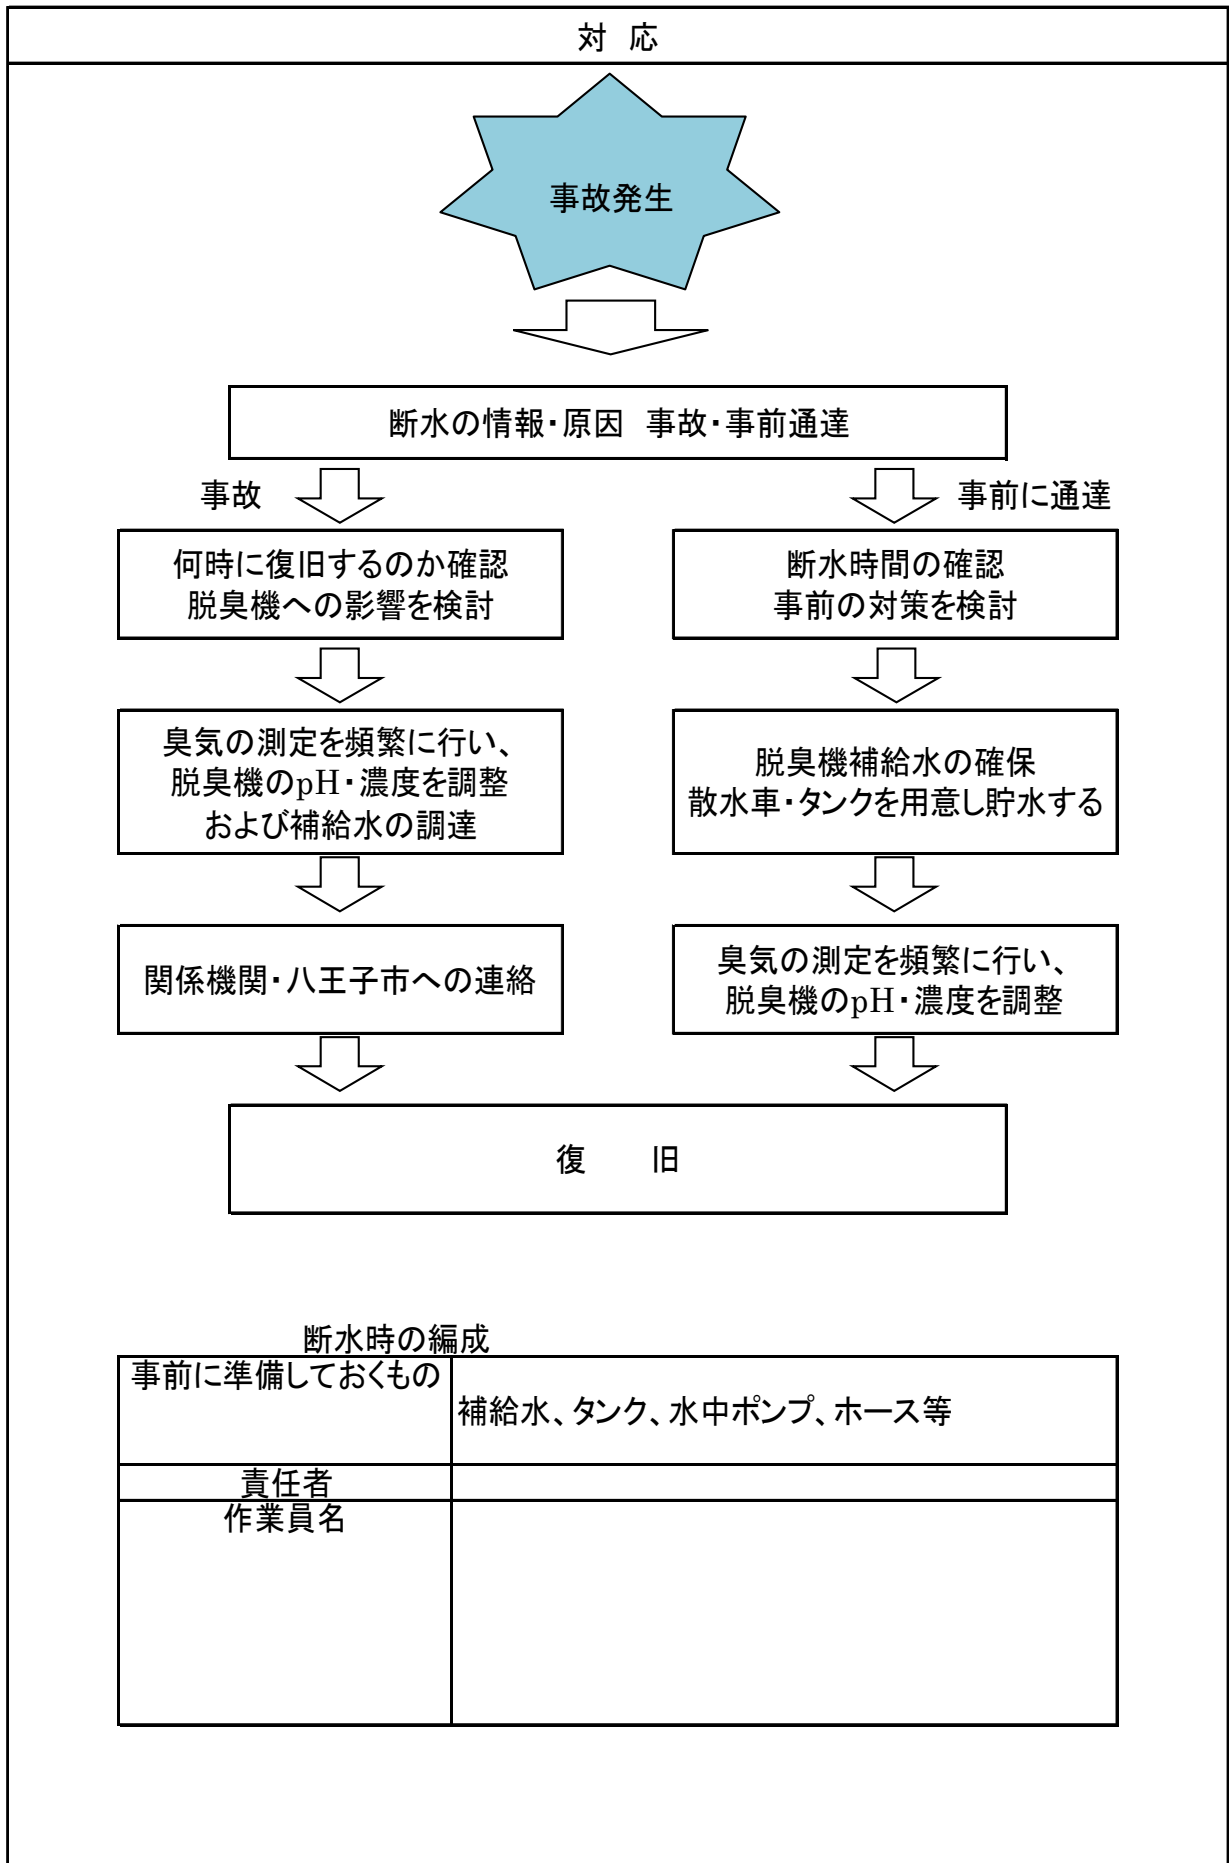 対 応
事故発生
断水の情報・原因 事故・事前通達
事故
事前に通達
何時に復旧するのか確認
脱臭機への影響を検討
断水時間の確認
事前の対策を検討
臭気の測定を頻繁に行い、
脱臭機のpH・濃度を調整
および補給水の調達
脱臭機補給水の確保
散水車・タンクを用意し貯水する
関係機関・八王子市への連絡
臭気の測定を頻繁に行い、
脱臭機のpH・濃度を調整
復 旧
断水時の編成
事前に準備しておくもの
補給水、タンク、水中ポンプ、ホース等
責任者
作業員名